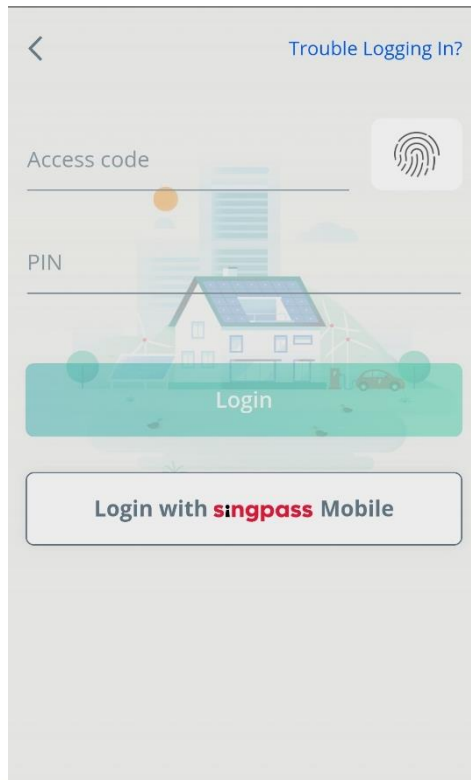 Trouble Logging In?
Access code
PIN
Login
Login with singpass Mobile